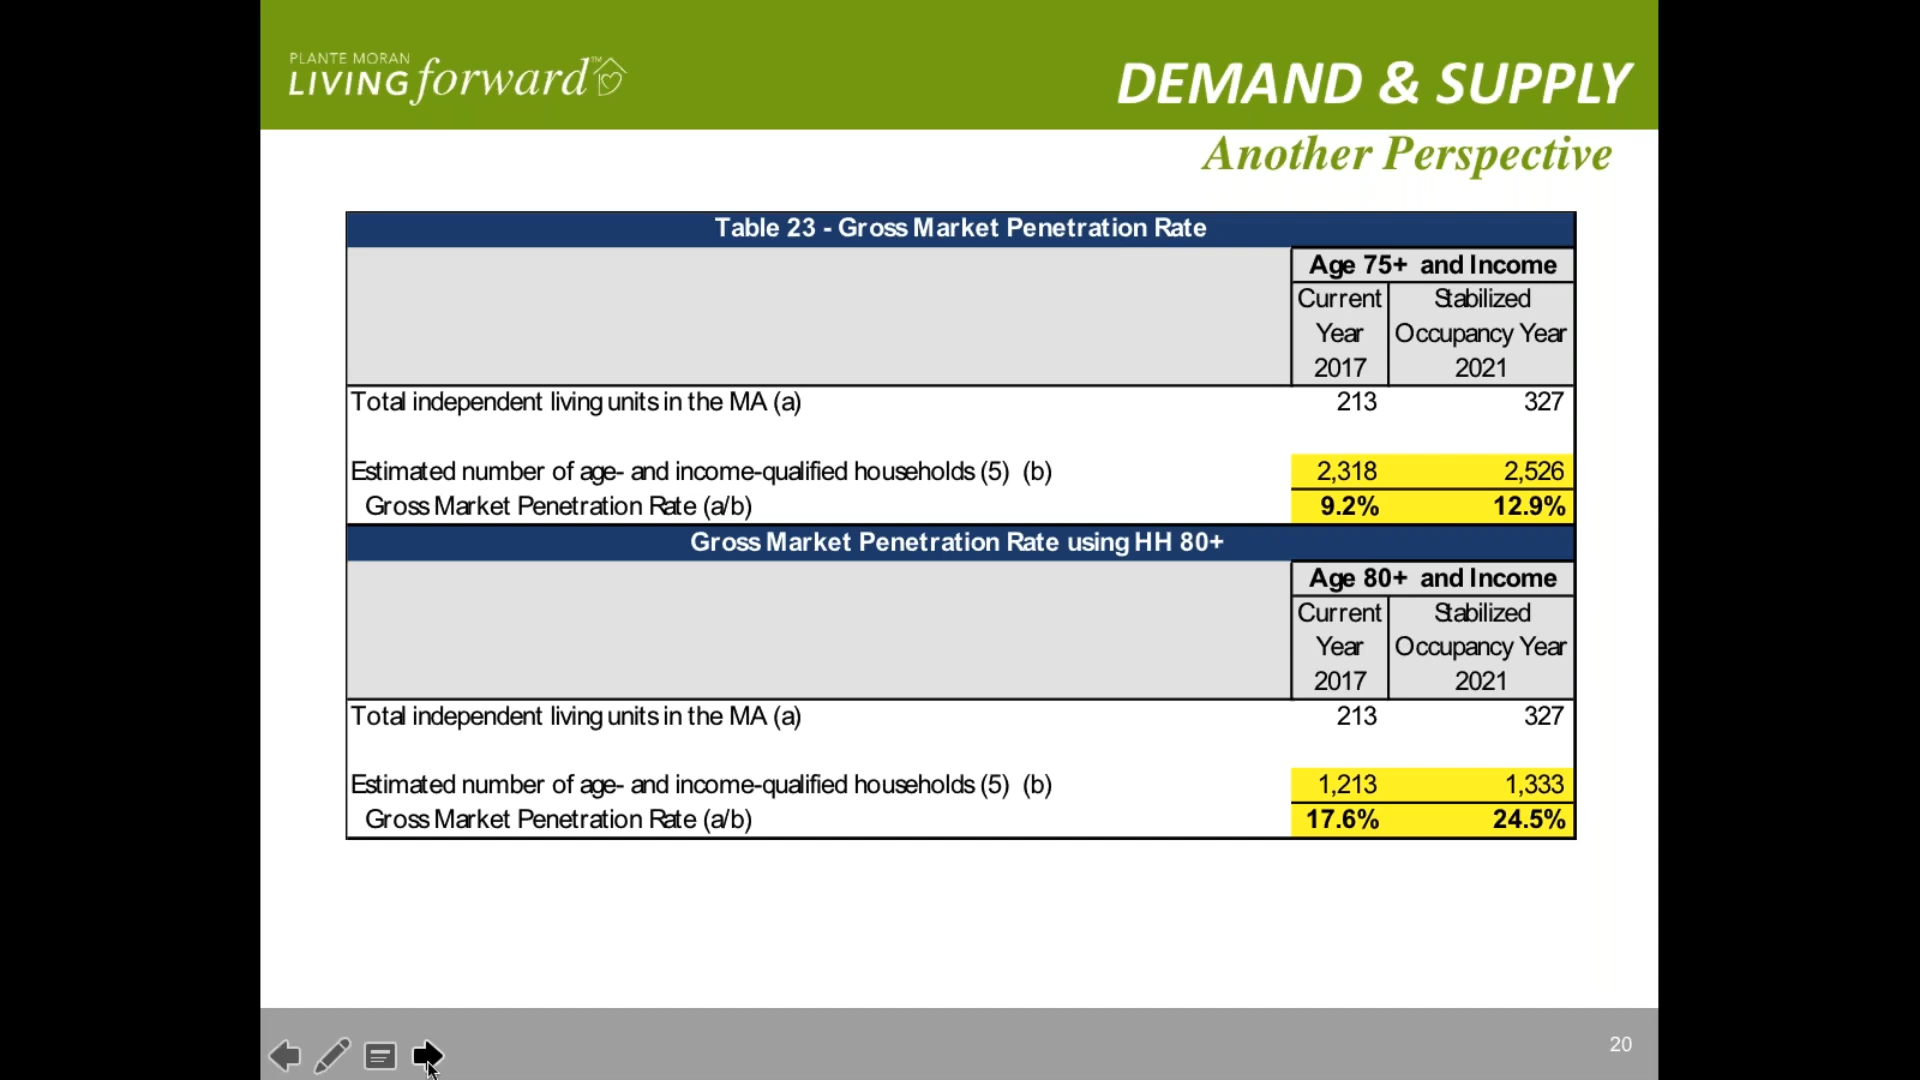 PLANTE MORAN
LIVING forward™
DEMAND & SUPPLY
Another Perspective
Table 23 - Gross Market Penetration Rate
Age 75+ and Income
Current Stabilized
Year Occupancy Year
2017 2021
Total independent living units in the MA (a) 213 327
Estimated number of age- and income-qualified households (5) (b) 2,318 2,526
Gross Market Penetration Rate (a/b) 9.2% 12.9%
Gross Market Penetration Rate using HH 80+
Age 80+ and Income
Current Stabilized
Year Occupancy Year
2017 2021
Total independent living units in the MA (a) 213 327
Estimated number of age- and income-qualified households (5) (b) 1,213 1,333
Gross Market Penetration Rate (a/b) 17.6% 24.5%
20